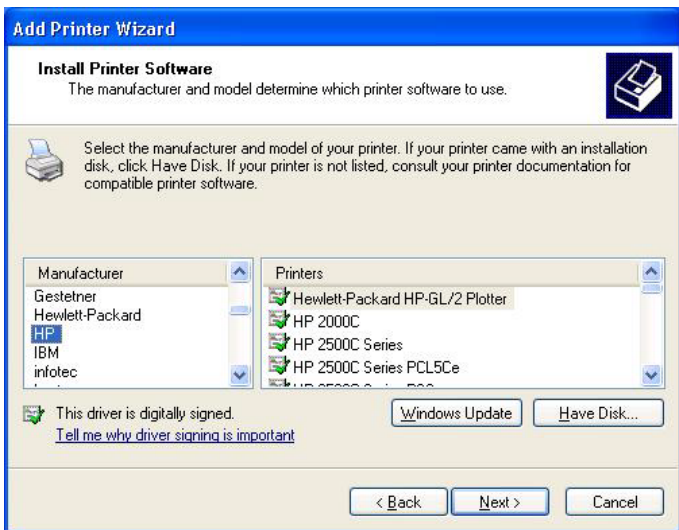 Add Printer Wizard
Install Printer Software
The manufacturer and model determine which printer software to use.
Select the manufacturer and model of your printer. If your printer came with an installation
disk, click Have Disk. If your printer is not listed, consult your printer documentation for
compatible printer software.
Manufacturer
Gestetner
Hewlett-Packard
HP
IBM
infotec
Printers
Hewlett-Packard HP-GL/2 Plotter
HP 2000C
HP 2500C Series
HP 2500C Series PCL5Ce
This driver is digitally signed.
Tell me why driver signing is important
Windows Update
Have Disk...
< Back
Next >
Cancel